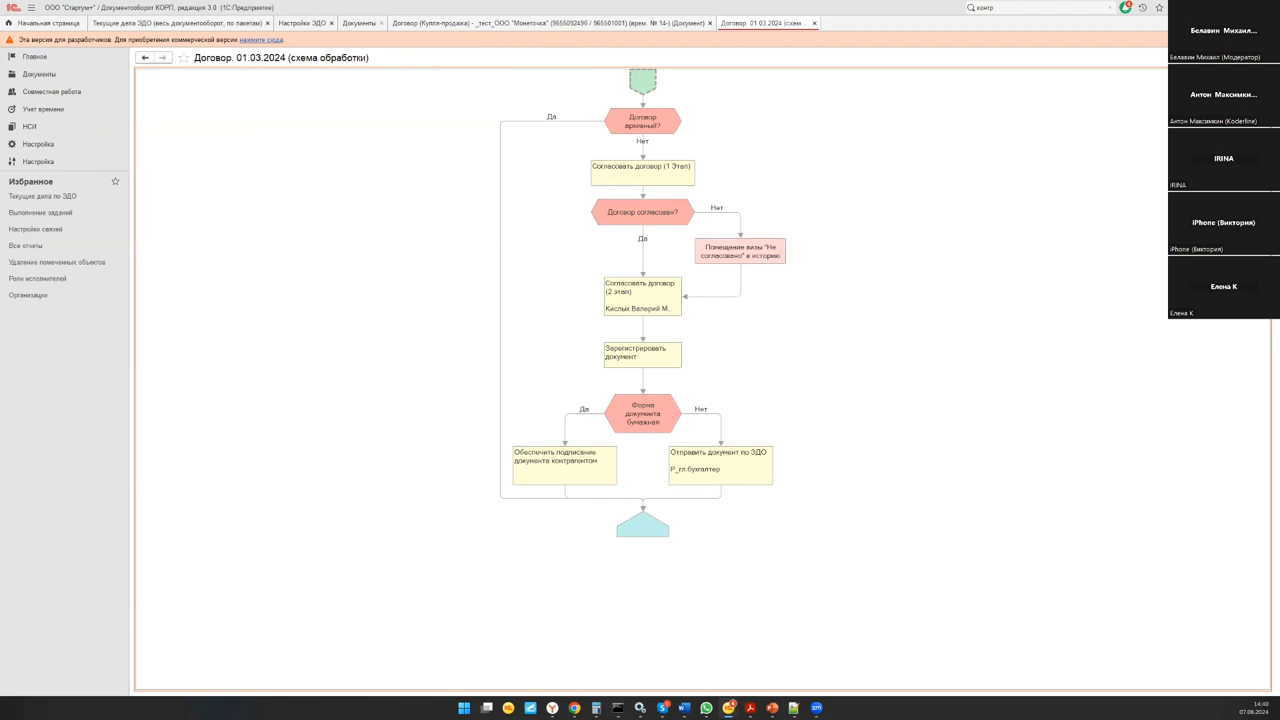 ООО "Стартум+" / Документооборот КОРП, редакция 3.0 (1С:Предприятие)
контр
4
Начальная страница
Текущие дела ЭДО (весь документооборот, по пакетам) ×
Настройки ЭДО ×
Документы ×
Договор (Купля-продажа) - _тест_ООО "Монеточка" (9655092496 / 965501001) (врем. № 14-) (Документ) ×
Договор. 01.03.2024 (схем... ×
Эта версия для разработчиков. Для приобретения коммерческой версии нажмите сюда.
Главное
Документы
Совместная работа
Учет времени
НСИ
Настройка
Настройка
Избранное
Текущие дела по ЭДО
Выполнение заданий
Настройки связей
Все отчеты
Удаление помеченных объектов
Роли исполнителей
Организации
Договор. 01.03.2024 (схема обработки)
Договор
временый?
Да
Нет
Согласовать договор (1 Этап)
Договор согласован?
Нет
Да
Помещение визы "Не
согласовано" в историю
Согласовать договор
(2 этап)
Кислых Валерий М..
Зарегистрировать
документ
Форма
документа
бумажная
Да
Нет
Обеспечить подписание
документа контрагентом
Отправить документ по ЭДО
Р_гл.бухгалтер
Белавин Михаил...
Белавин Михаил (Модератор)
Антон Максимки...
Антон Максимкин (Koderline)
IRINA
IRINA
iPhone (Виктория)
iPhone (Виктория)
Елена К
Елена К
14:40
07.06.2024